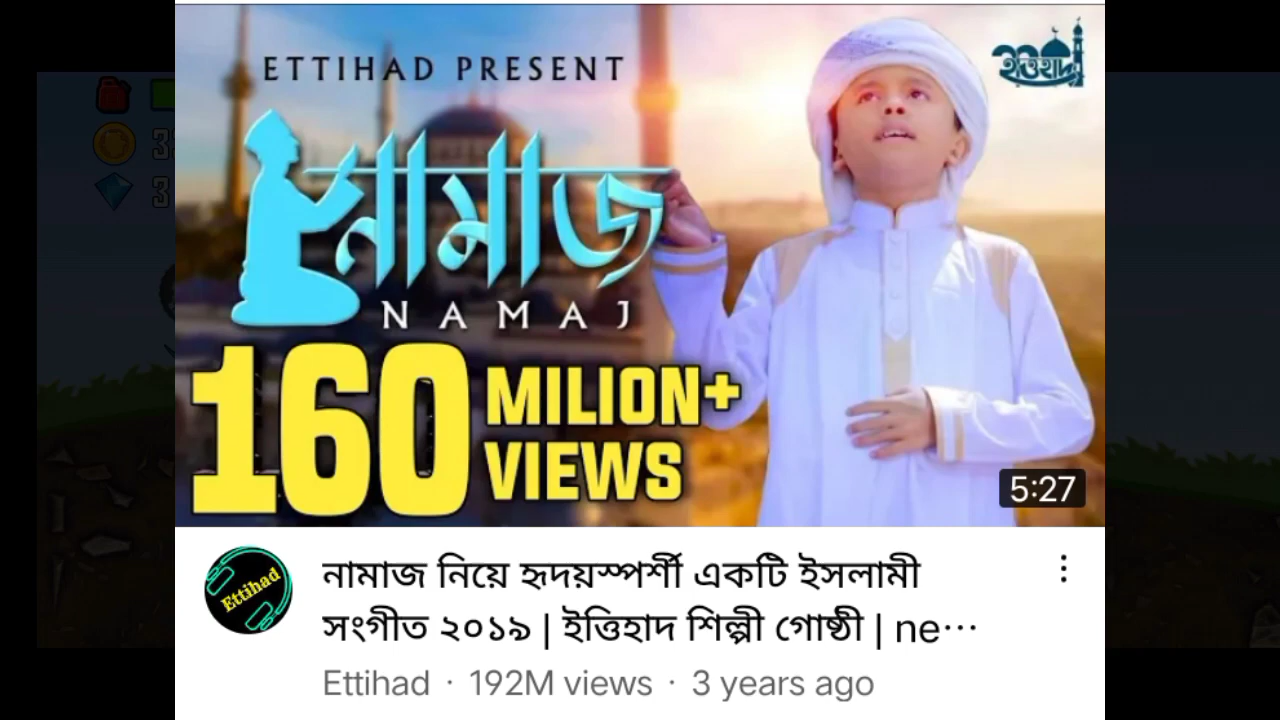 ETTIHAD PRESENT
ইত্তিহাদ
নামাজ
NAMAJ
160 MILION+
VIEWS
5:27
Ettihad
নামাজ নিয়ে হৃদয়স্পর্শী একটি ইসলামী
সংগীত ২০১৯ | ইত্তিহাদ শিল্পী গোষ্ঠী | ne...
Ettihad · 192M views · 3 years ago